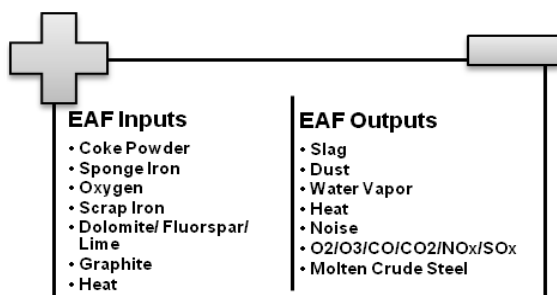 EAF Inputs
• Coke Powder
• Sponge Iron
• Oxygen
• Scrap Iron
• Dolomite/ Fluorspar/
Lime
• Graphite
• Heat
EAF Outputs
• Slag
• Dust
• Water Vapor
• Heat
• Noise
• O2/O3/CO/CO2/NOx/SOx
• Molten Crude Steel